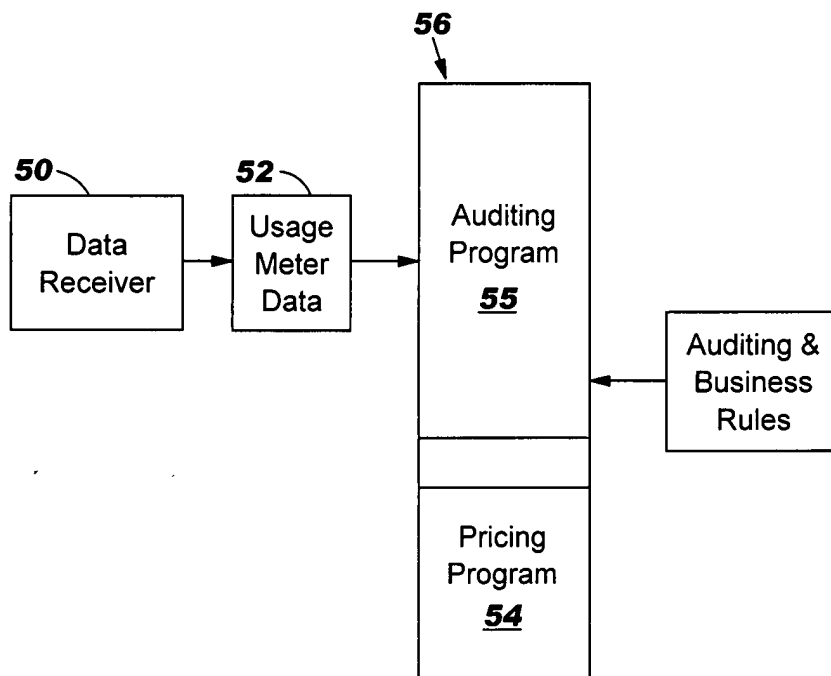 56
50
52
Data
Receiver
Usage
Meter
Data
Auditing
Program
55
Auditing &
Business
Rules
Pricing
Program
54